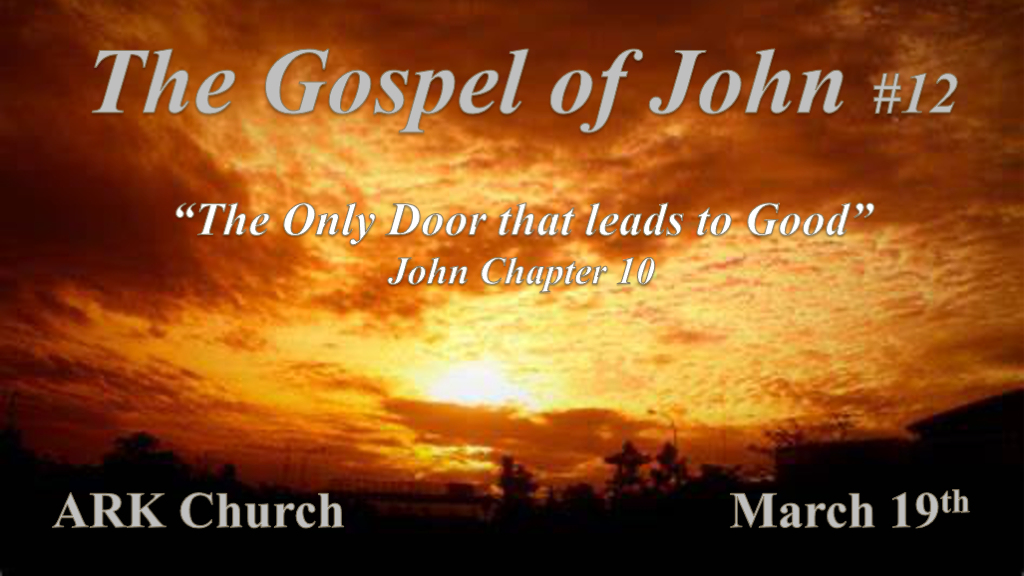 The Gospel of John #12
“The Only Door that leads to Good”
John Chapter 10
ARK Church
March 19th